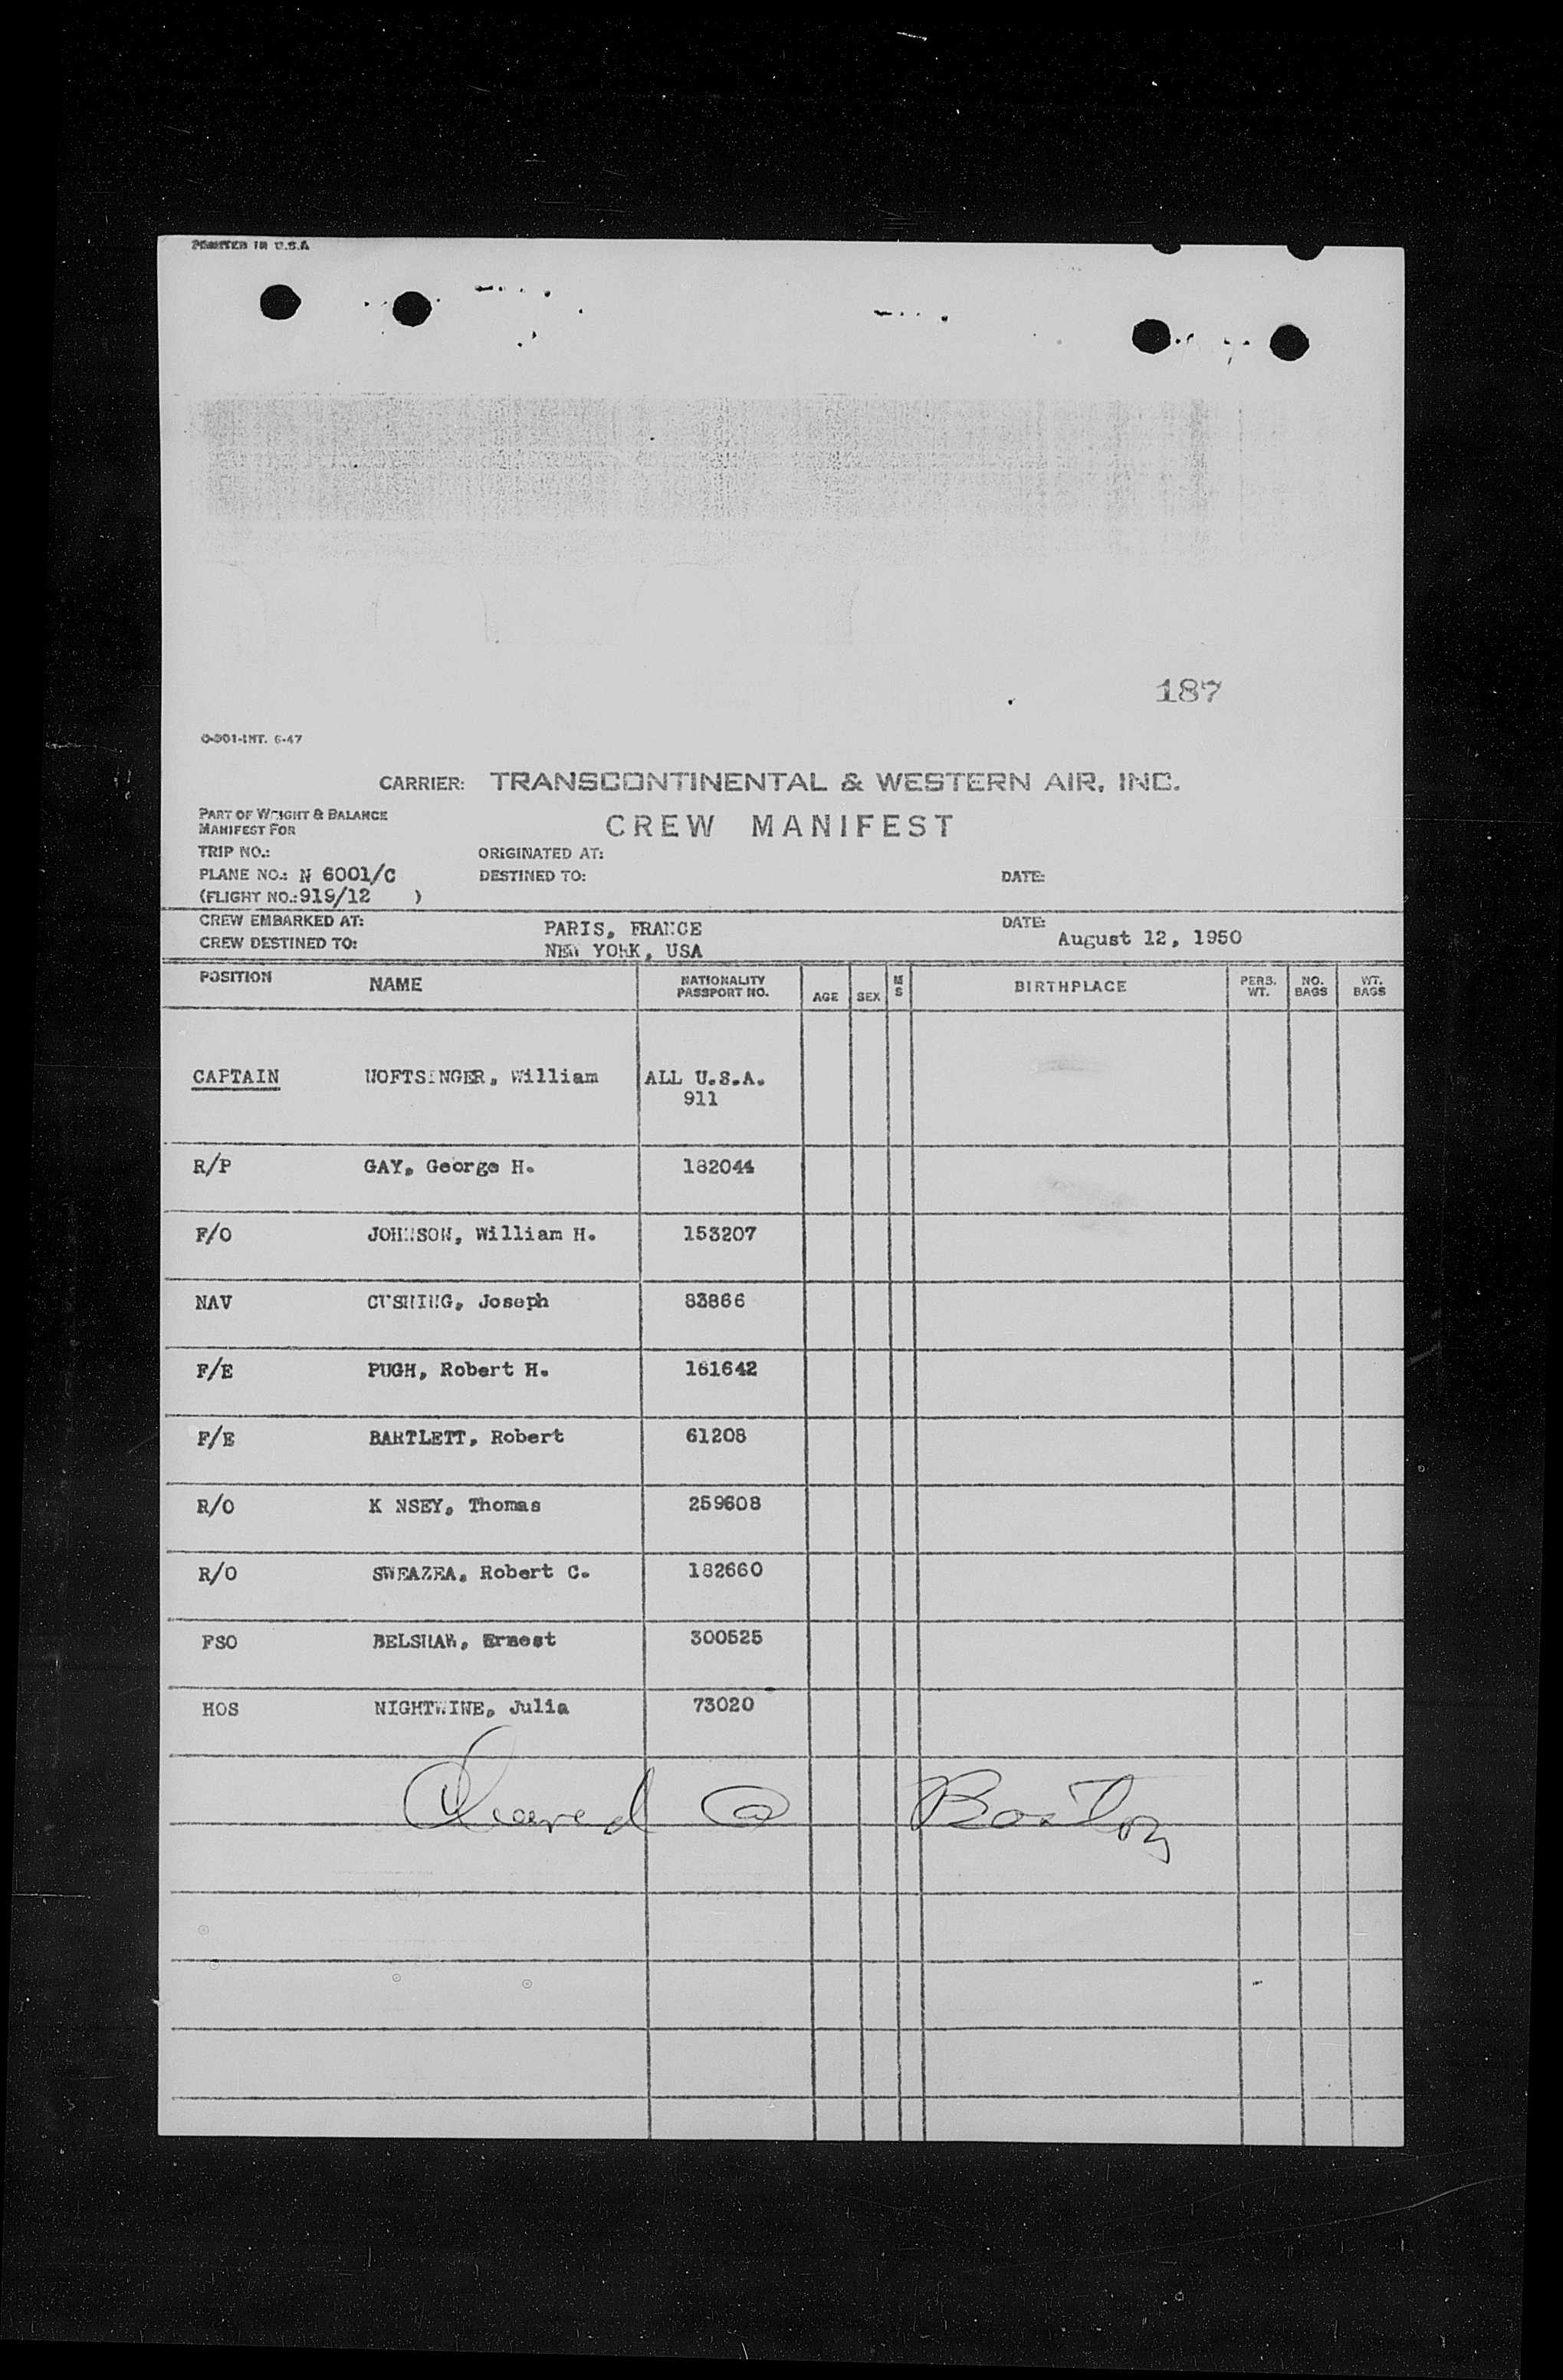 PRINTED IN U.S.A
187
O-001-INT. 6-47
CARRIER: TRANSCONTINENTAL & WESTERN AIR, INC.
PART OF WEIGHT & BALANCE
MANIFEST FOR
CREW MANIFEST
TRIP NO.: ORIGINATED AT:
PLANE NO.: N 6001/C DESTINED TO: DATE:
(FLIGHT NO.: 919/12 )
CREW EMBARKED AT: PARIS, FRANCE DATE: August 12, 1950
CREW DESTINED TO: NEW YORK, USA
POSITION NAME NATIONALITY PASSPORT NO. AGE SEX M S BIRTHPLACE PERS. WT. NO. BAGS WT. BAGS
CAPTAIN HOFTSINGER, William ALL U.S.A.
911
R/P GAY, George H. 182044
F/O JOHNSON, William H. 153207
NAV CUSHING, Joseph 83866
F/E PUGH, Robert H. 161642
F/E BARTLETT, Robert 61208
R/O K NSEY, Thomas 259608
R/O SWEAZEA, Robert C. 182660
FSO BELSHAW, Ernest 300525
HOS NIGHTWINE, Julia 73020
Cleared @ Boston